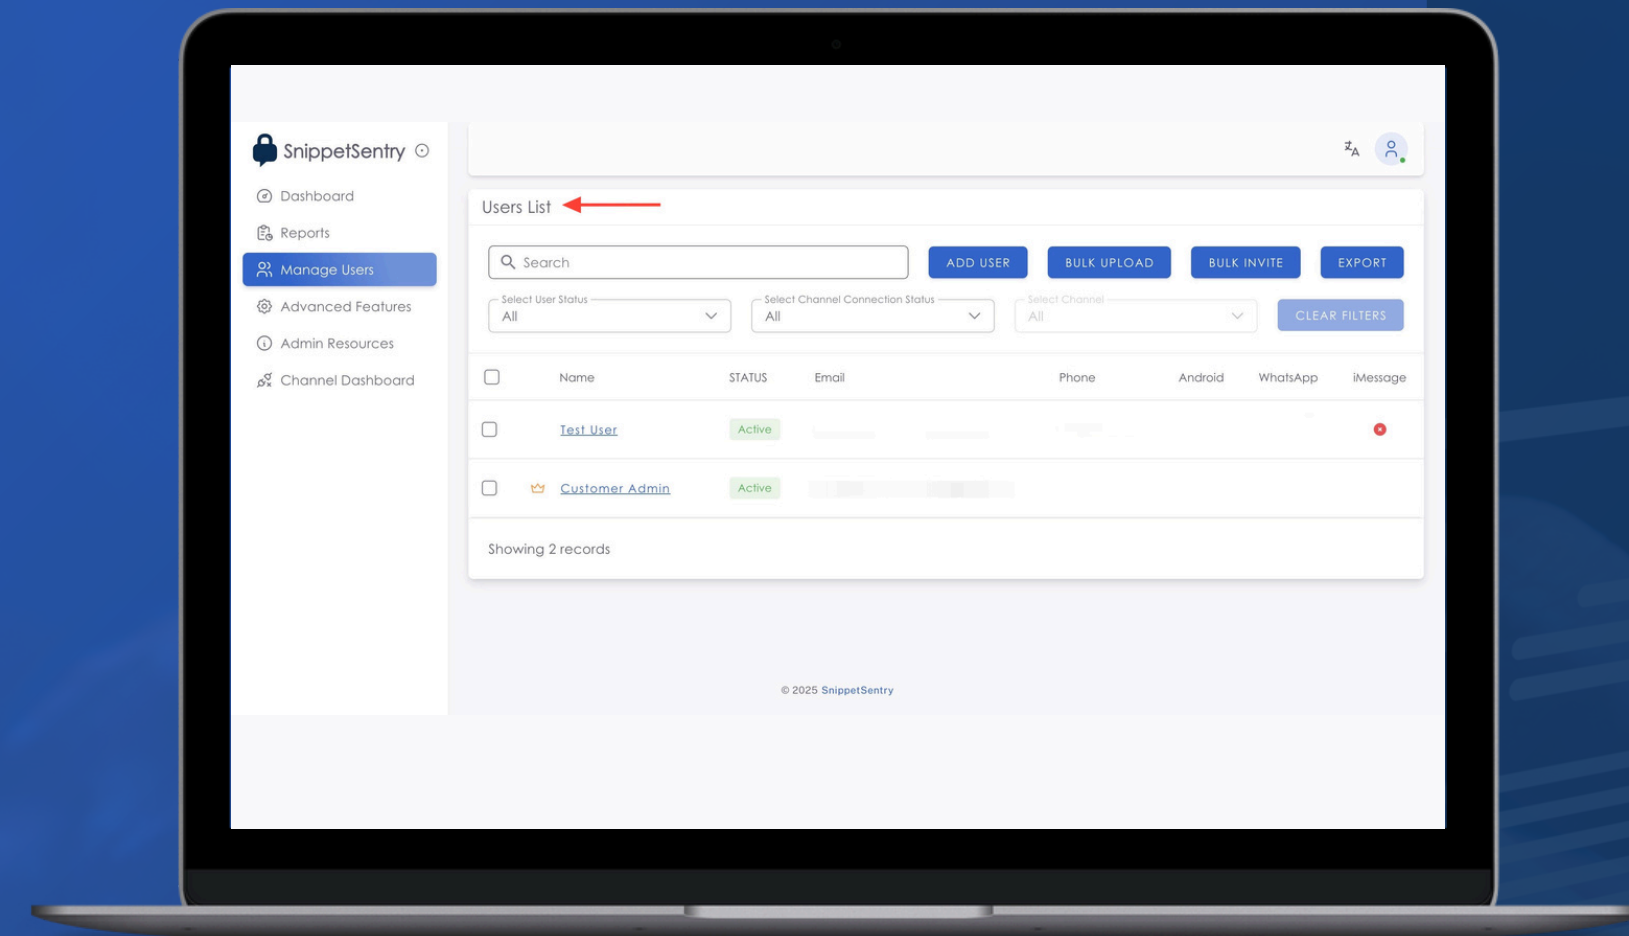 SnippetSentry
Dashboard
Reports
Manage Users
Advanced Features
Admin Resources
Channel Dashboard
Users List
Search
ADD USER
BULK UPLOAD
BULK INVITE
EXPORT
Select User Status
All
Select Channel Connection Status
All
Select Channel
All
CLEAR FILTERS
Name STATUS Email Phone Android WhatsApp iMessage
Test User Active
Customer Admin Active
Showing 2 records
© 2025 SnippetSentry